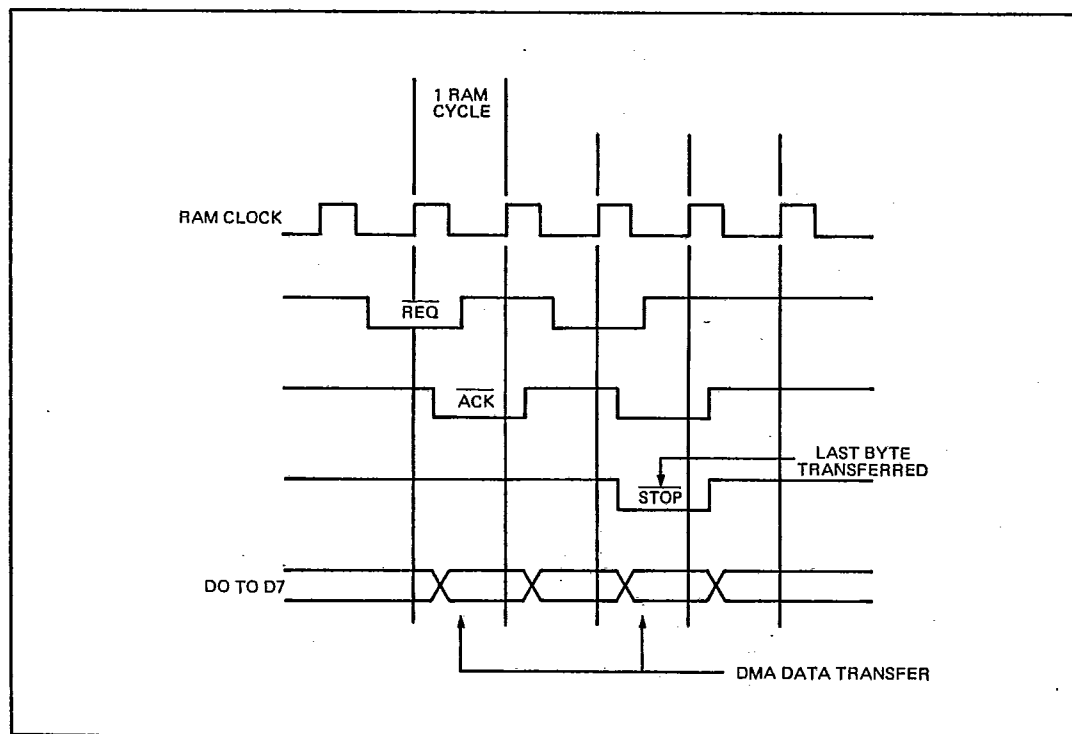 1 RAM
CYCLE
RAM CLOCK
REQ
ACK
LAST BYTE
TRANSFERRED
STOP
DO TO D7
DMA DATA TRANSFER